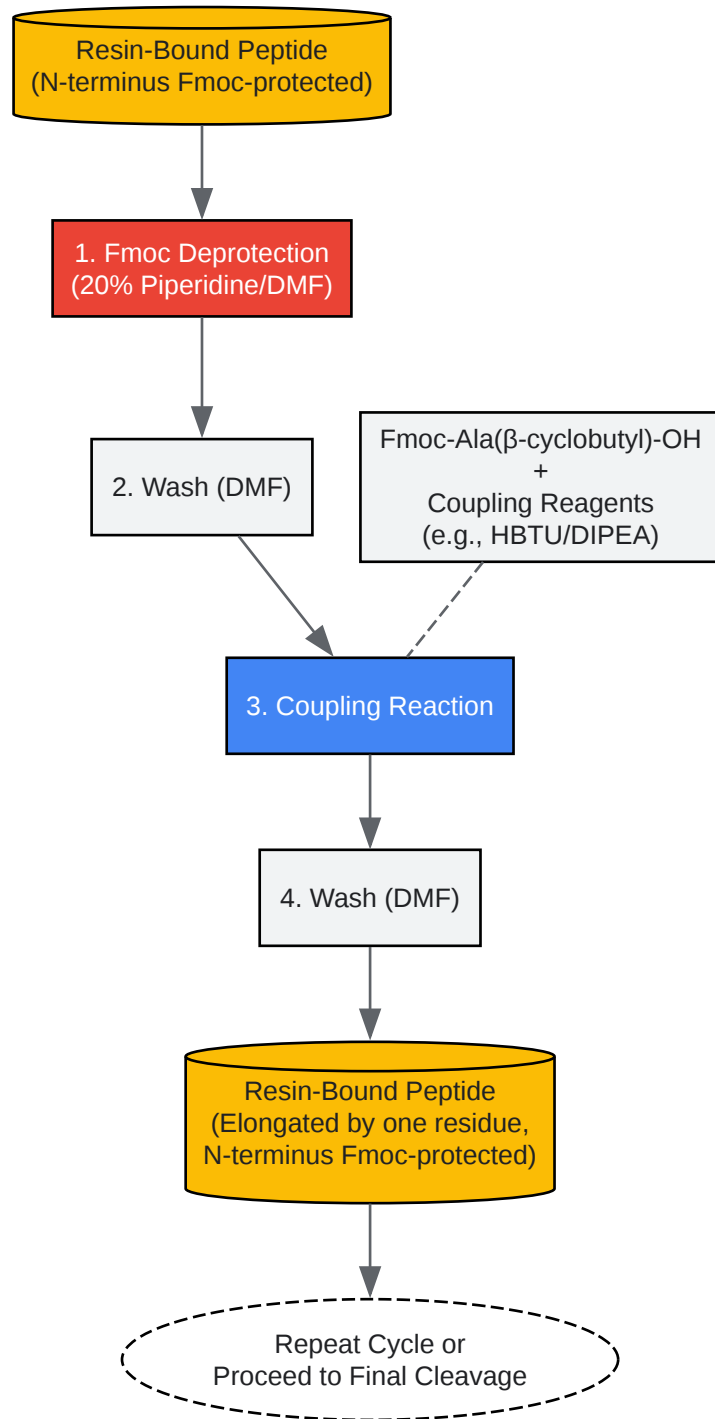 Resin-Bound Peptide
(N-terminus Fmoc-protected)
1. Fmoc Deprotection
(20% Piperidine/DMF)
2. Wash (DMF)
Fmoc-Ala(β-cyclobutyl)-OH
+
Coupling Reagents
(e.g., HBTU/DIPEA)
3. Coupling Reaction
4. Wash (DMF)
Resin-Bound Peptide
(Elongated by one residue,
N-terminus Fmoc-protected)
Repeat Cycle or
Proceed to Final Cleavage